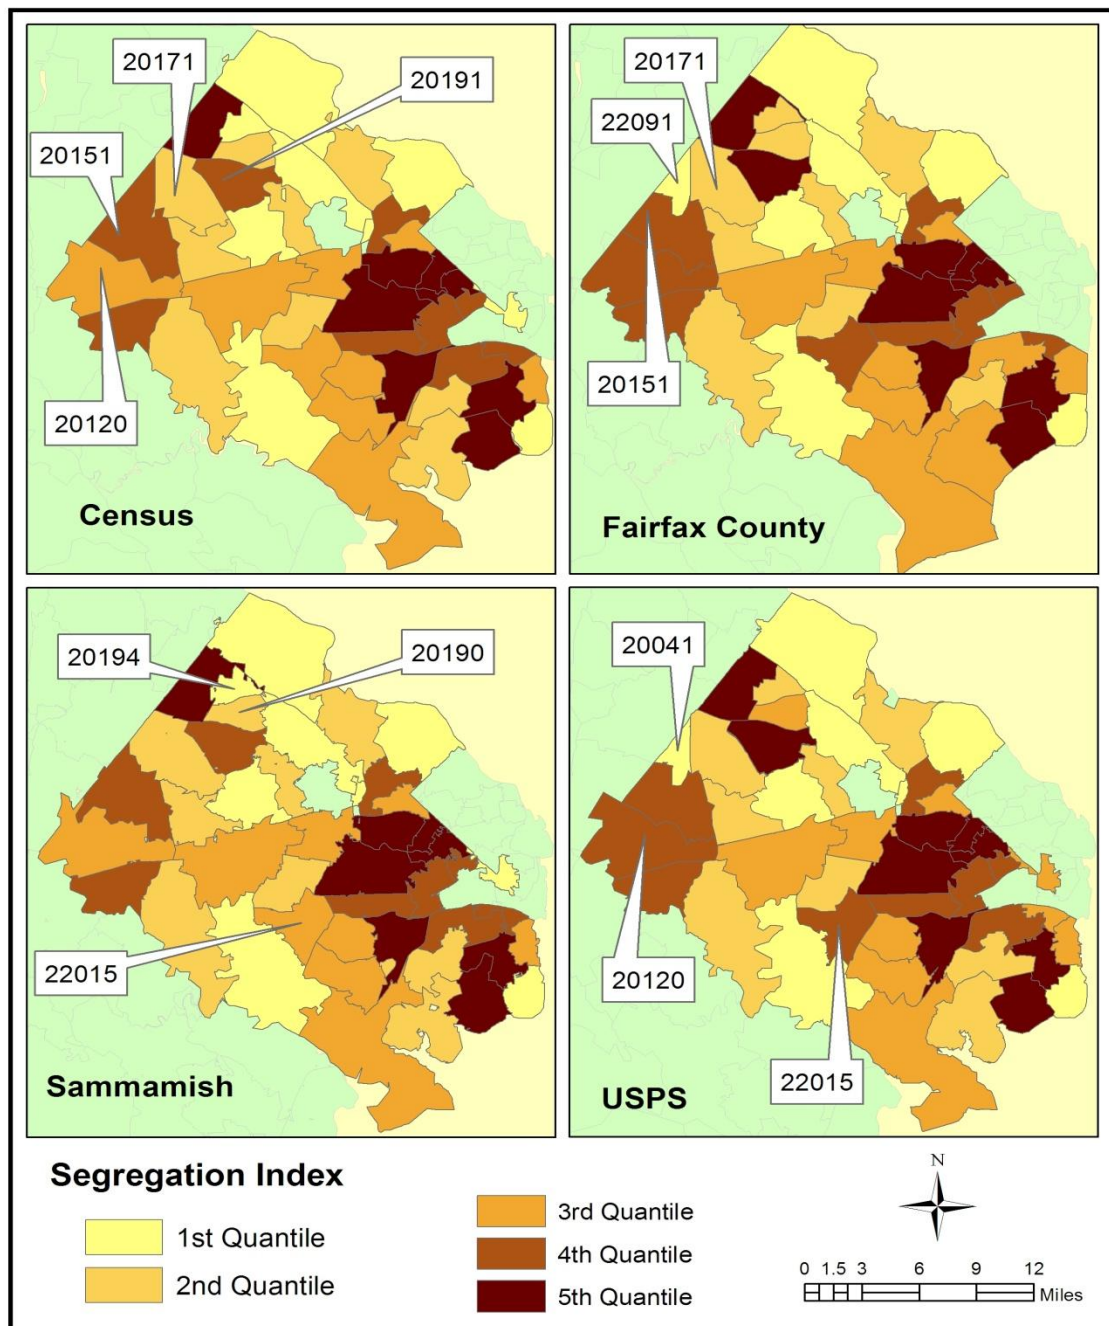 20171
20191
20151
20120
Census
20171
22091
20151
Fairfax County
20194
20190
22015
Sammamish
20041
20120
22015
USPS
Segregation Index
1st Quantile
2nd Quantile
3rd Quantile
4th Quantile
5th Quantile
N
0 1.5 3 6 9 12
Miles